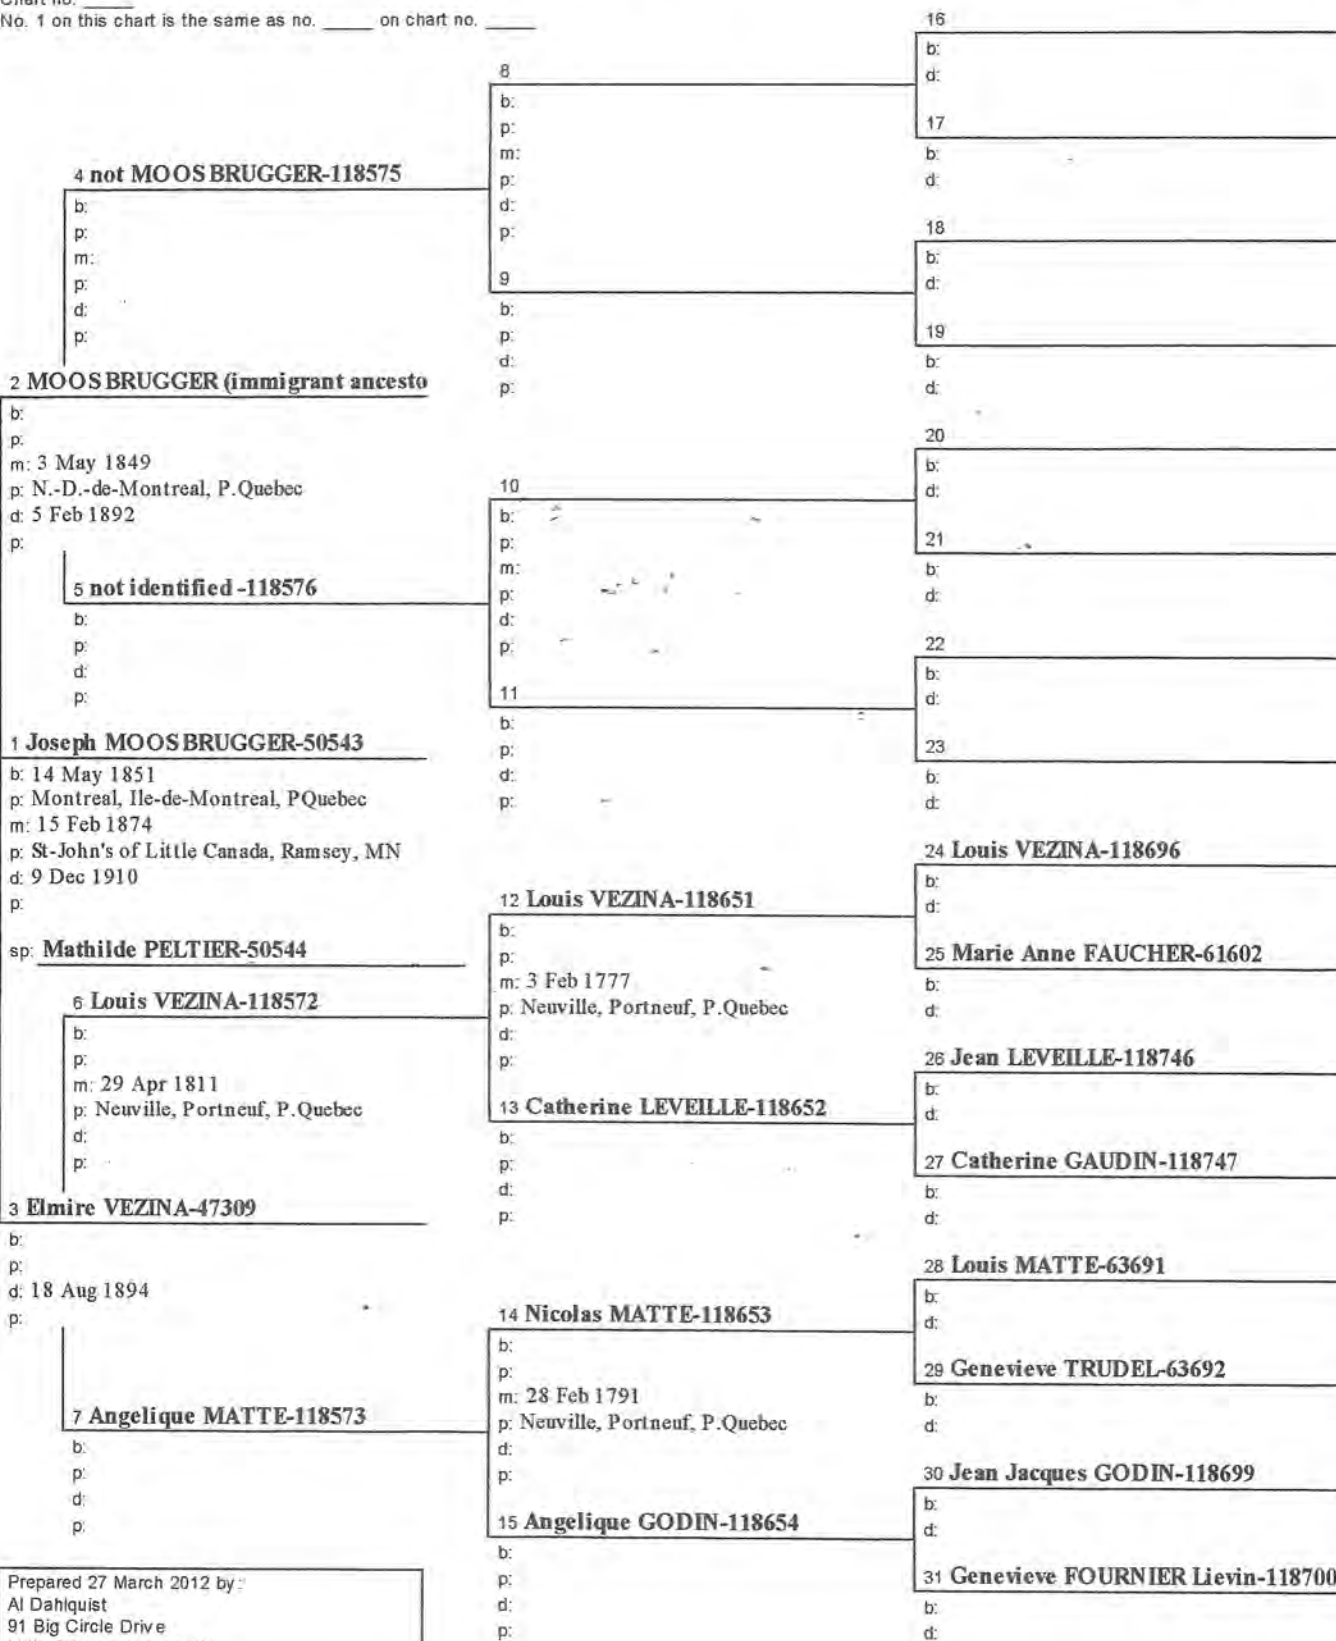 No. 1 on this chart is the same as no. _____ on chart no. _____
4 not MOOSBRUGGER-118575
b:
p:
m:
p:
d:
p:
2 MOOSBRUGGER (immigrant ancesto
b:
p:
m: 3 May 1849
p: N.-D.-de-Montreal, P.Quebec
d: 5 Feb 1892
p:
5 not identified -118576
b:
p:
d:
p:
1 Joseph MOOSBRUGGER-50543
b: 14 May 1851
p: Montreal, Ile-de-Montreal, PQuebec
m: 15 Feb 1874
p: St-John's of Little Canada, Ramsey, MN
d: 9 Dec 1910
p:
sp: Mathilde PELTIER-50544
6 Louis VEZINA-118572
b:
p:
m: 29 Apr 1811
p: Neuville, Portneuf, P.Quebec
d:
p:
3 Elmire VEZINA-47309
b:
p:
d: 18 Aug 1894
p:
7 Angelique MATTE-118573
b:
p:
d:
p:
Prepared 27 March 2012 by:
Al Dahlquist
91 Big Circle Drive
8
b:
p:
m:
p:
d:
p:
9
b:
p:
d:
p:
10
b:
p:
m:
p:
d:
p:
11
b:
p:
d:
p:
12 Louis VEZINA-118651
b:
p:
m: 3 Feb 1777
p: Neuville, Portneuf, P.Quebec
d:
p:
13 Catherine LEVEILLE-118652
b:
p:
d:
p:
14 Nicolas MATTE-118653
b:
p:
m: 28 Feb 1791
p: Neuville, Portneuf, P.Quebec
d:
p:
15 Angelique GODIN-118654
b:
p:
d:
p:
16
b:
d:
17
b:
d:
18
b:
d:
19
b:
d:
20
b:
d:
21
b:
d:
22
b:
d:
23
b:
d:
24 Louis VEZINA-118696
b:
d:
25 Marie Anne FAUCHER-61602
b:
d:
26 Jean LEVEILLE-118746
b:
d:
27 Catherine GAUDIN-118747
b:
d:
28 Louis MATTE-63691
b:
d:
29 Genevieve TRUDEL-63692
b:
d:
30 Jean Jacques GODIN-118699
b:
d:
31 Genevieve FOURNIER Lievin-118700
b:
d: